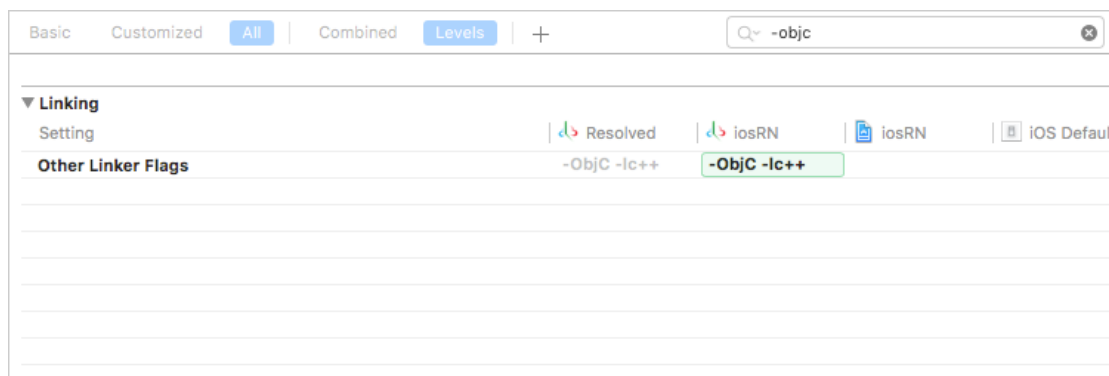 Basic Customized All Combined Levels + -objc
Linking
Setting Resolved iosRN iosRN iOS Defaul
Other Linker Flags -ObjC -lc++ -ObjC -lc++